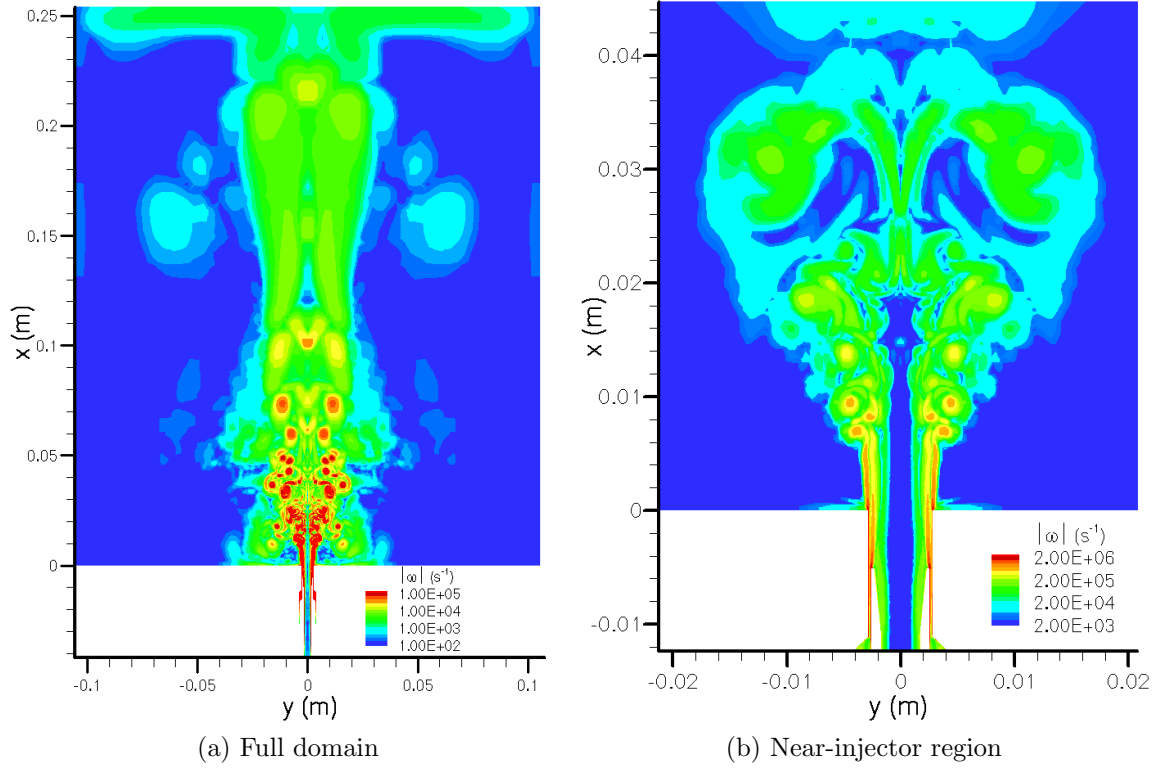 0.25
0.2
0.15
0.1
0.05
0
x (m)
-0.1 -0.05 0 0.05 0.1
y (m)
|ω| (s⁻¹)
1.00E+05
1.00E+04
1.00E+03
1.00E+02
(a) Full domain
0.04
0.03
0.02
0.01
0
-0.01
x (m)
-0.02 -0.01 0 0.01 0.02
y (m)
|ω| (s⁻¹)
2.00E+06
2.00E+05
2.00E+04
2.00E+03
(b) Near-injector region